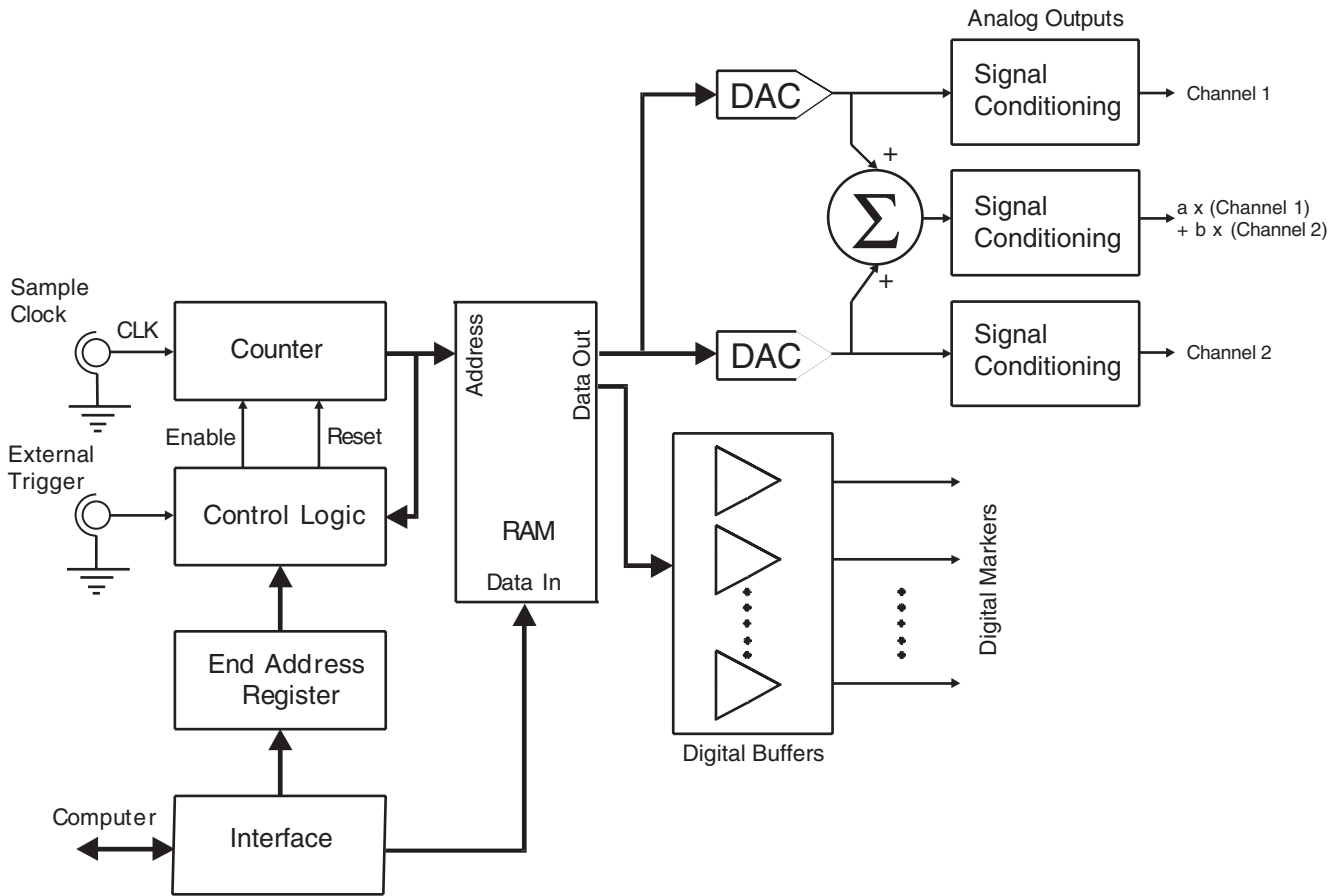 Analog Outputs
DAC
Signal
Conditioning
Channel 1
+
Σ
Signal
Conditioning
a x (Channel 1)
+ b x (Channel 2)
+
Sample
Clock
CLK
Counter
Address
Data Out
DAC
Signal
Conditioning
Channel 2
Enable
Reset
External
Trigger
Control Logic
RAM
Data In
Digital Markers
End Address
Register
Digital Buffers
Computer
Interface